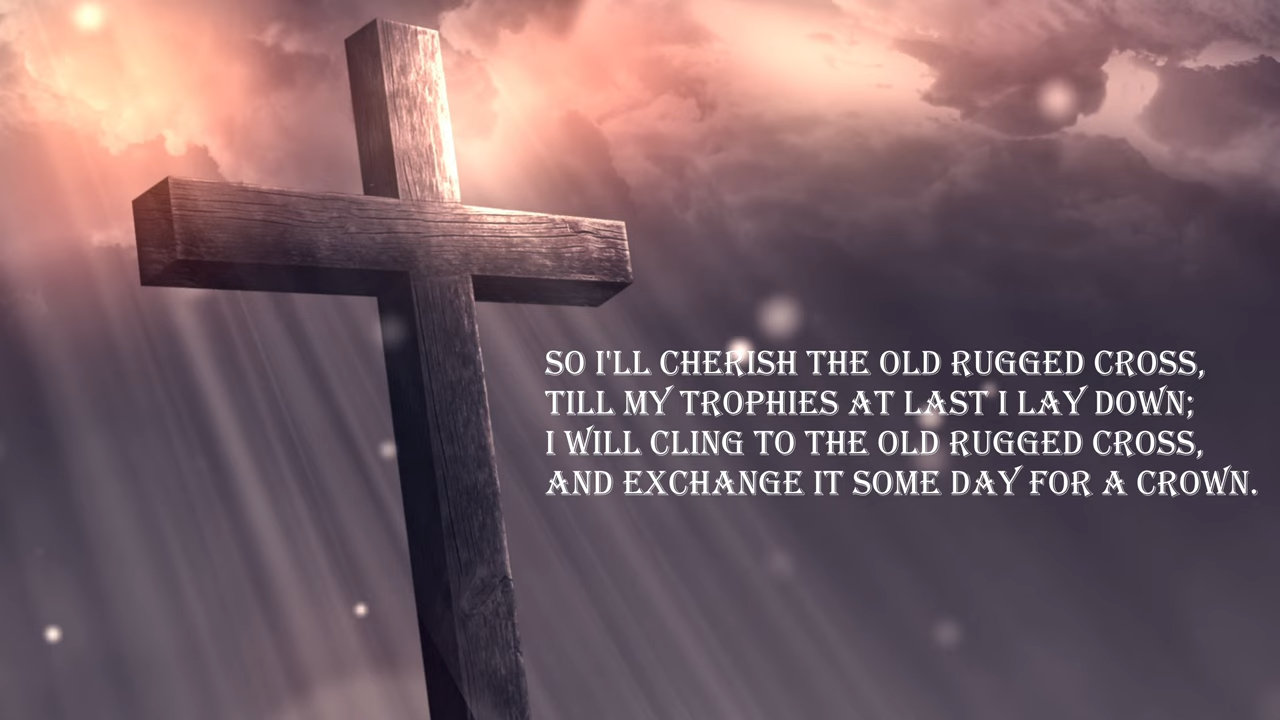 SO I'LL CHERISH THE OLD RUGGED CROSS,
TILL MY TROPHIES AT LAST I LAY DOWN;
I WILL CLING TO THE OLD RUGGED CROSS,
AND EXCHANGE IT SOME DAY FOR A CROWN.